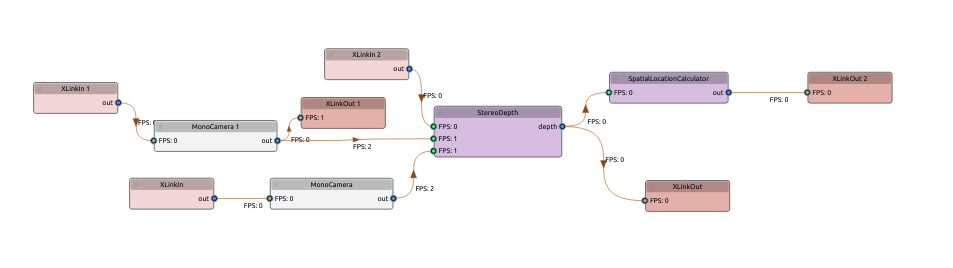 XLinkIn 2
out
FPS: 0
XLinkIn 1
out
FPS:
MonoCamera 1
FPS: 0
out
XLinkOut 1
FPS: 1
FPS: 0
FPS: 2
StereoDepth
FPS: 0
FPS: 1
FPS: 1
depth
SpatialLocationCalculator
FPS: 0
out
FPS: 0
FPS: 0
XLinkOut 2
FPS: 0
XLinkIn
out
FPS: 0
MonoCamera
FPS: 0
out
FPS: 2
FPS: 0
XLinkOut
FPS: 0